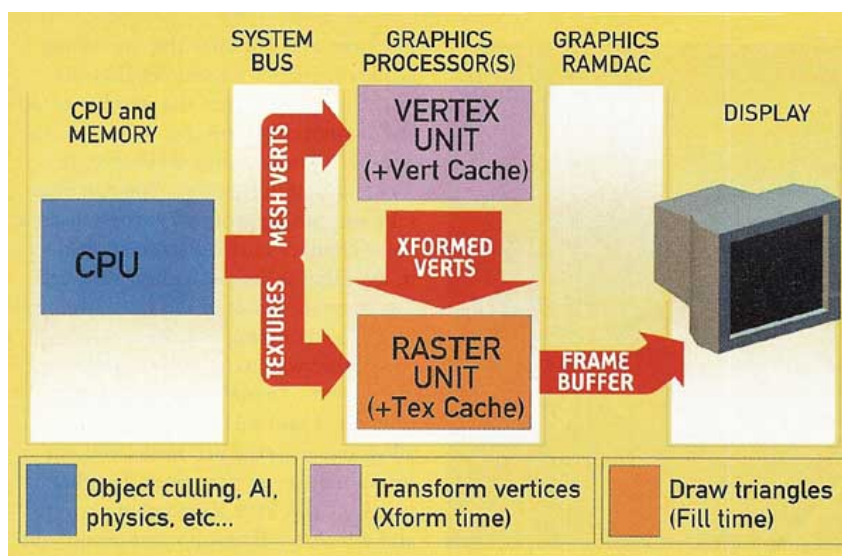 SYSTEM
BUS
GRAPHICS
PROCESSOR(S)
GRAPHICS
RAMDAC
CPU and
MEMORY
DISPLAY
CPU
MESH VERTS
TEXTURES
VERTEX
UNIT
(+Vert Cache)
XFORMED
VERTS
RASTER
UNIT
(+Tex Cache)
FRAME
BUFFER
Object culling, AI,
physics, etc...
Transform vertices
(Xform time)
Draw triangles
(Fill time)